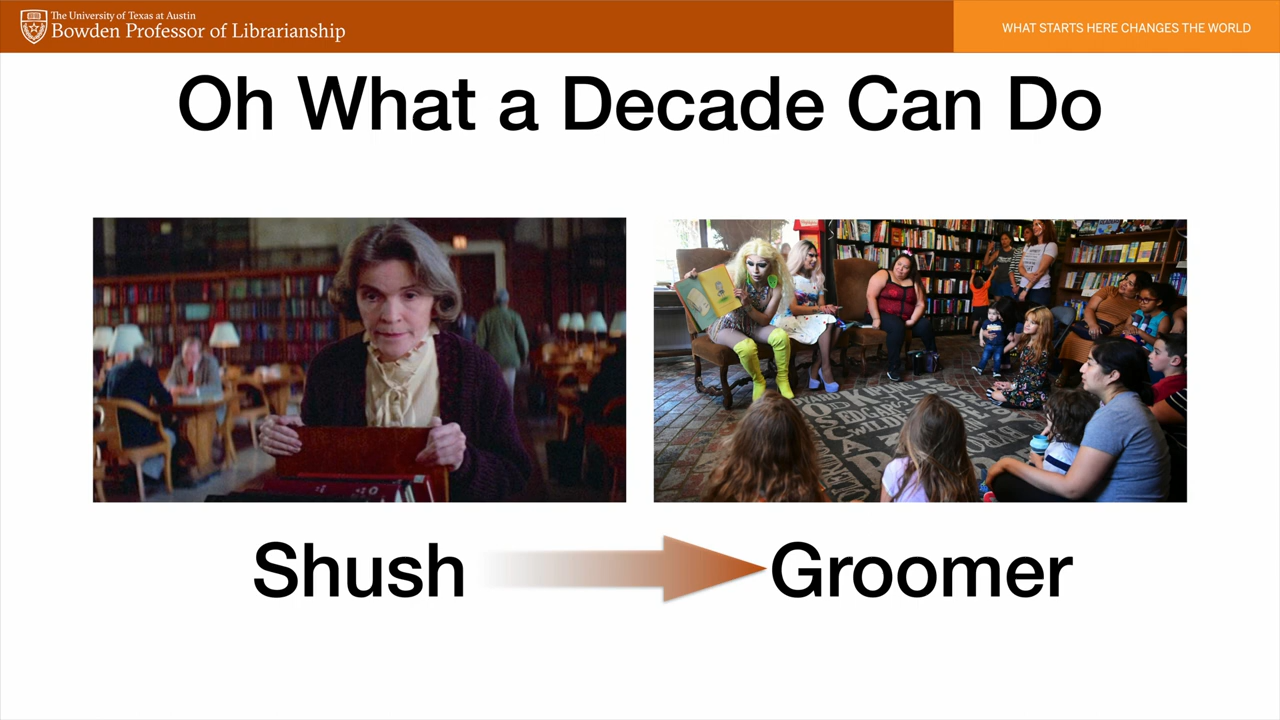 The University of Texas at Austin
Bowden Professor of Librarianship
WHAT STARTS HERE CHANGES THE WORLD
Oh What a Decade Can Do
Shush
Groomer